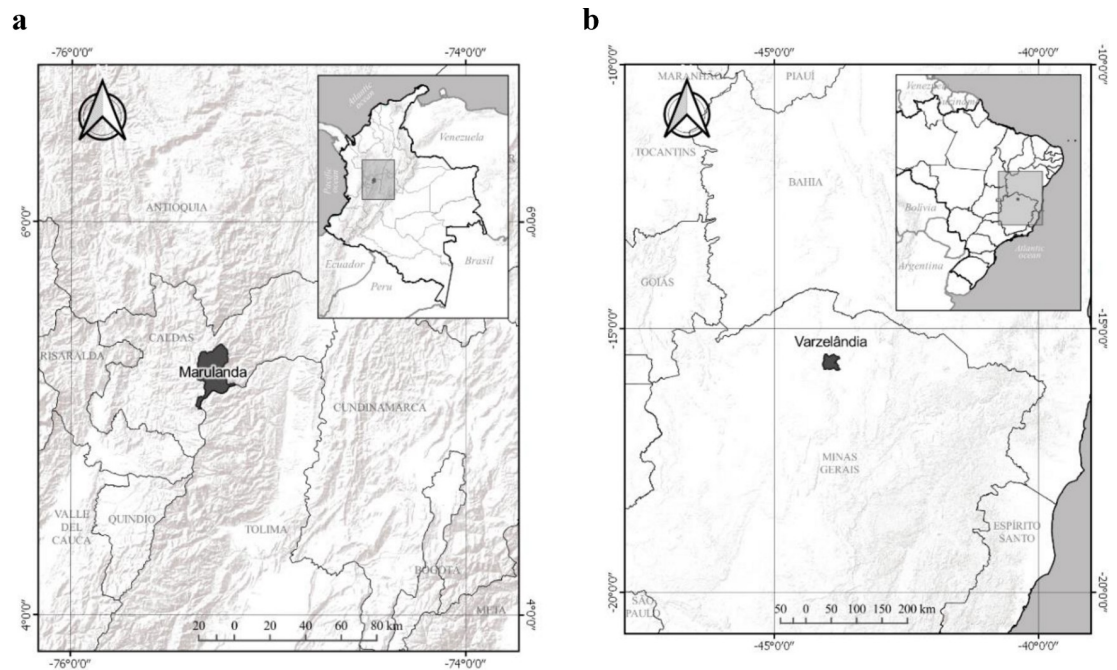 a
-76°0'0"
-74°0'0"
Atlantic
ocean
Venezuela
Pacific
ocean
Ecuador
Peru
Brasil
ANTIOQUIA
6°0'0"
6°0'0"
CALDAS
RISARALDA
Marulanda
CUNDINAMARCA
VALLE
DEL
CAUCA
QUINDIO
TOLIMA
BOGOTA
META
4°0'0"
4°0'0"
20 0 20 40 60 80 km
-76°0'0"
-74°0'0"
b
-45°0'0"
-40°0'0"
-10°0'0"
-10°0'0"
MARANHÃO
PIAUÍ
TOCANTINS
BAHIA
Bolivia
Argentina
Atlantic
ocean
GOIÁS
-15°0'0"
-15°0'0"
Varzelândia
MINAS
GERAIS
ESPÍRITO
SANTO
SÃO
PAULO
-20°0'0"
-20°0'0"
50 0 50 100 150 200 km
-45°0'0"
-40°0'0"